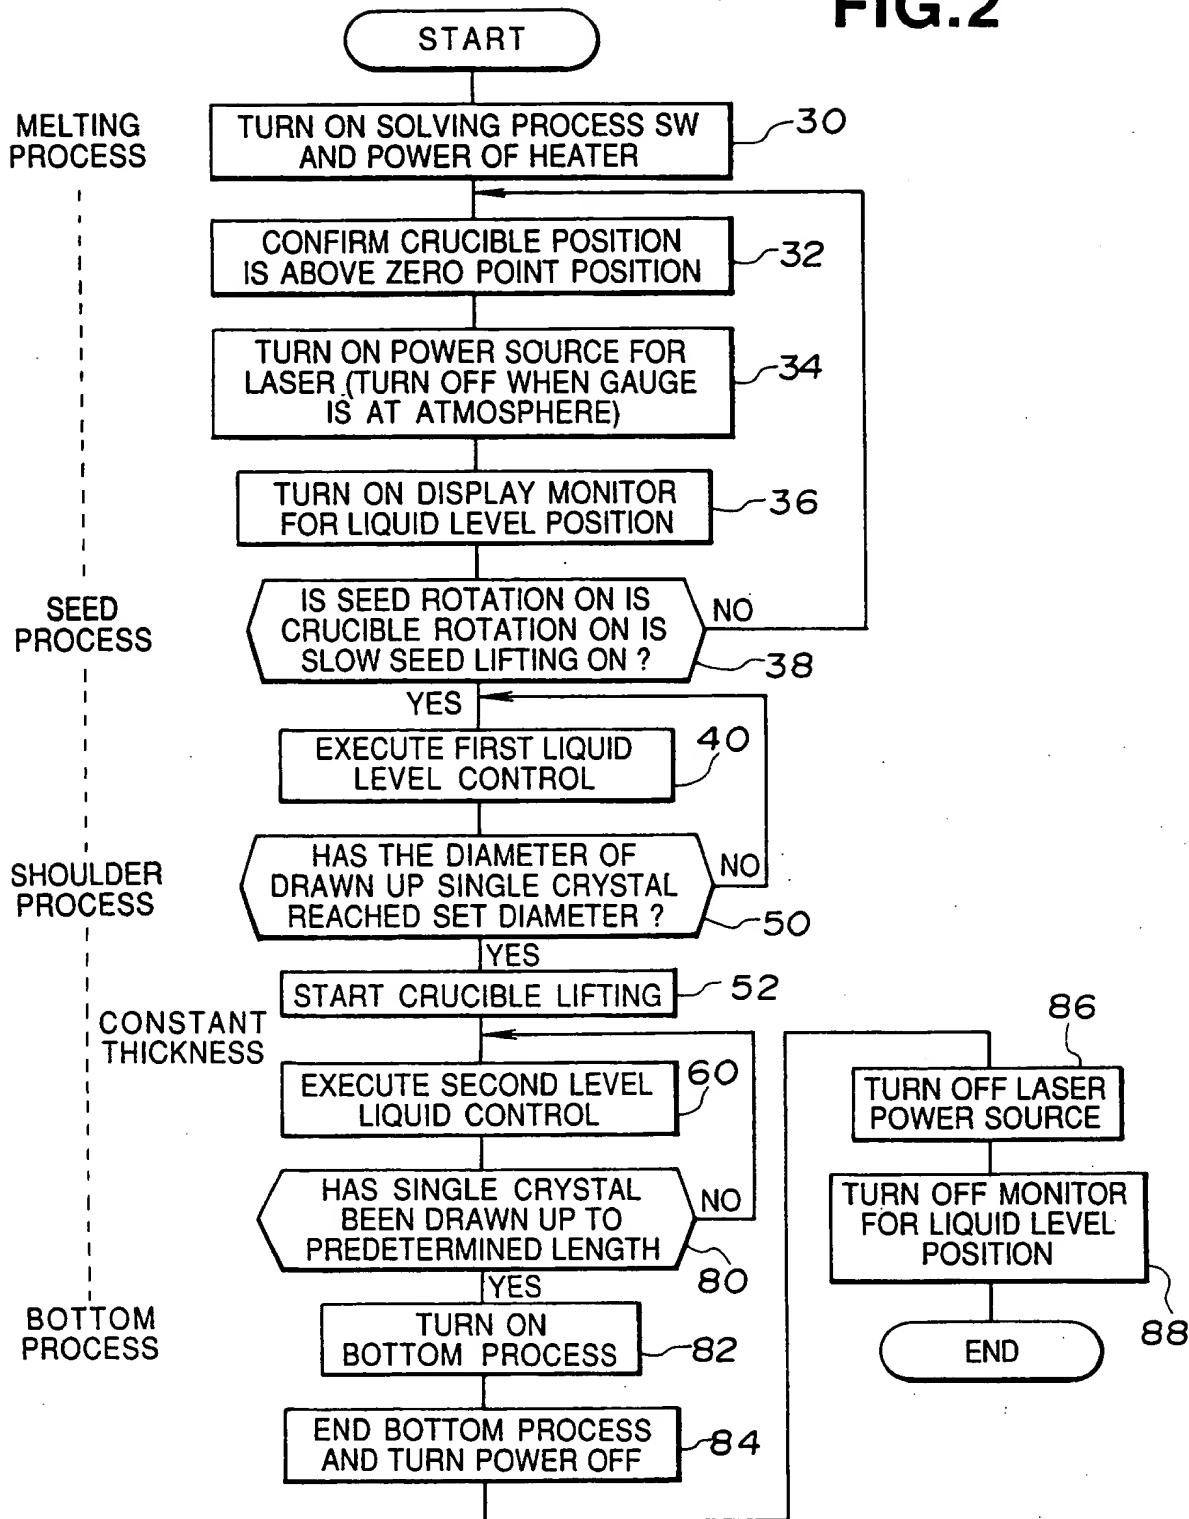 FIG.2
START
MELTING
PROCESS
TURN ON SOLVING PROCESS SW
AND POWER OF HEATER
30
CONFIRM CRUCIBLE POSITION
IS ABOVE ZERO POINT POSITION
32
TURN ON POWER SOURCE FOR
LASER (TURN OFF WHEN GAUGE
IS AT ATMOSPHERE)
34
TURN ON DISPLAY MONITOR
FOR LIQUID LEVEL POSITION
36
SEED
PROCESS
IS SEED ROTATION ON IS
CRUCIBLE ROTATION ON IS
SLOW SEED LIFTING ON ?
NO
38
YES
EXECUTE FIRST LIQUID
LEVEL CONTROL
40
SHOULDER
PROCESS
HAS THE DIAMETER OF
DRAWN UP SINGLE CRYSTAL
REACHED SET DIAMETER ?
NO
50
YES
START CRUCIBLE LIFTING
52
CONSTANT
THICKNESS
EXECUTE SECOND LEVEL
LIQUID CONTROL
60
HAS SINGLE CRYSTAL
BEEN DRAWN UP TO
PREDETERMINED LENGTH
NO
80
YES
BOTTOM
PROCESS
TURN ON
BOTTOM PROCESS
82
END BOTTOM PROCESS
AND TURN POWER OFF
84
86
TURN OFF LASER
POWER SOURCE
TURN OFF MONITOR
FOR LIQUID LEVEL
POSITION
88
END